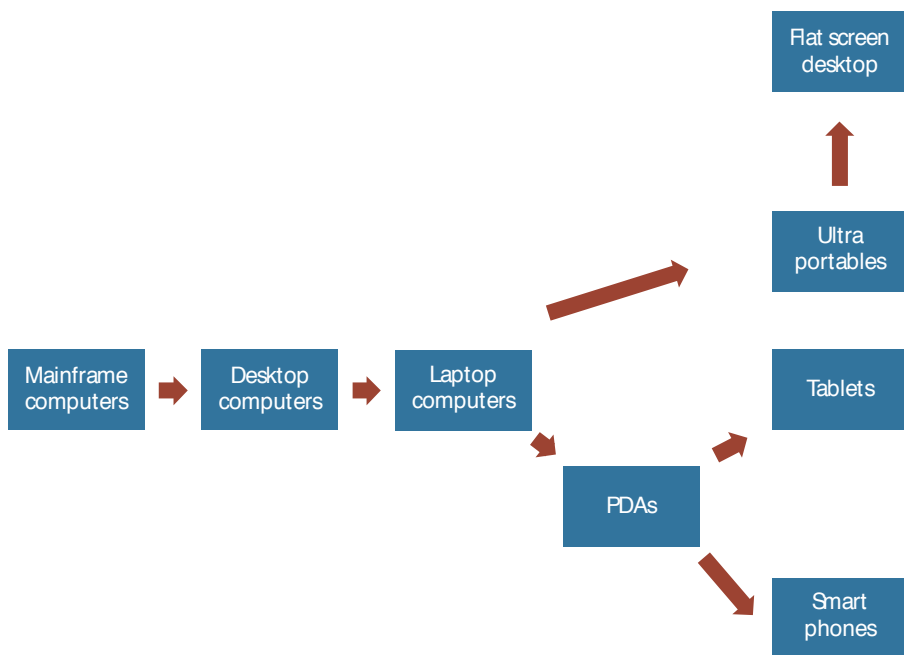 Flat screen
desktop
Ultra
portables
Mainframe
computers
Desktop
computers
Laptop
computers
Tablets
PDAs
Smart
phones